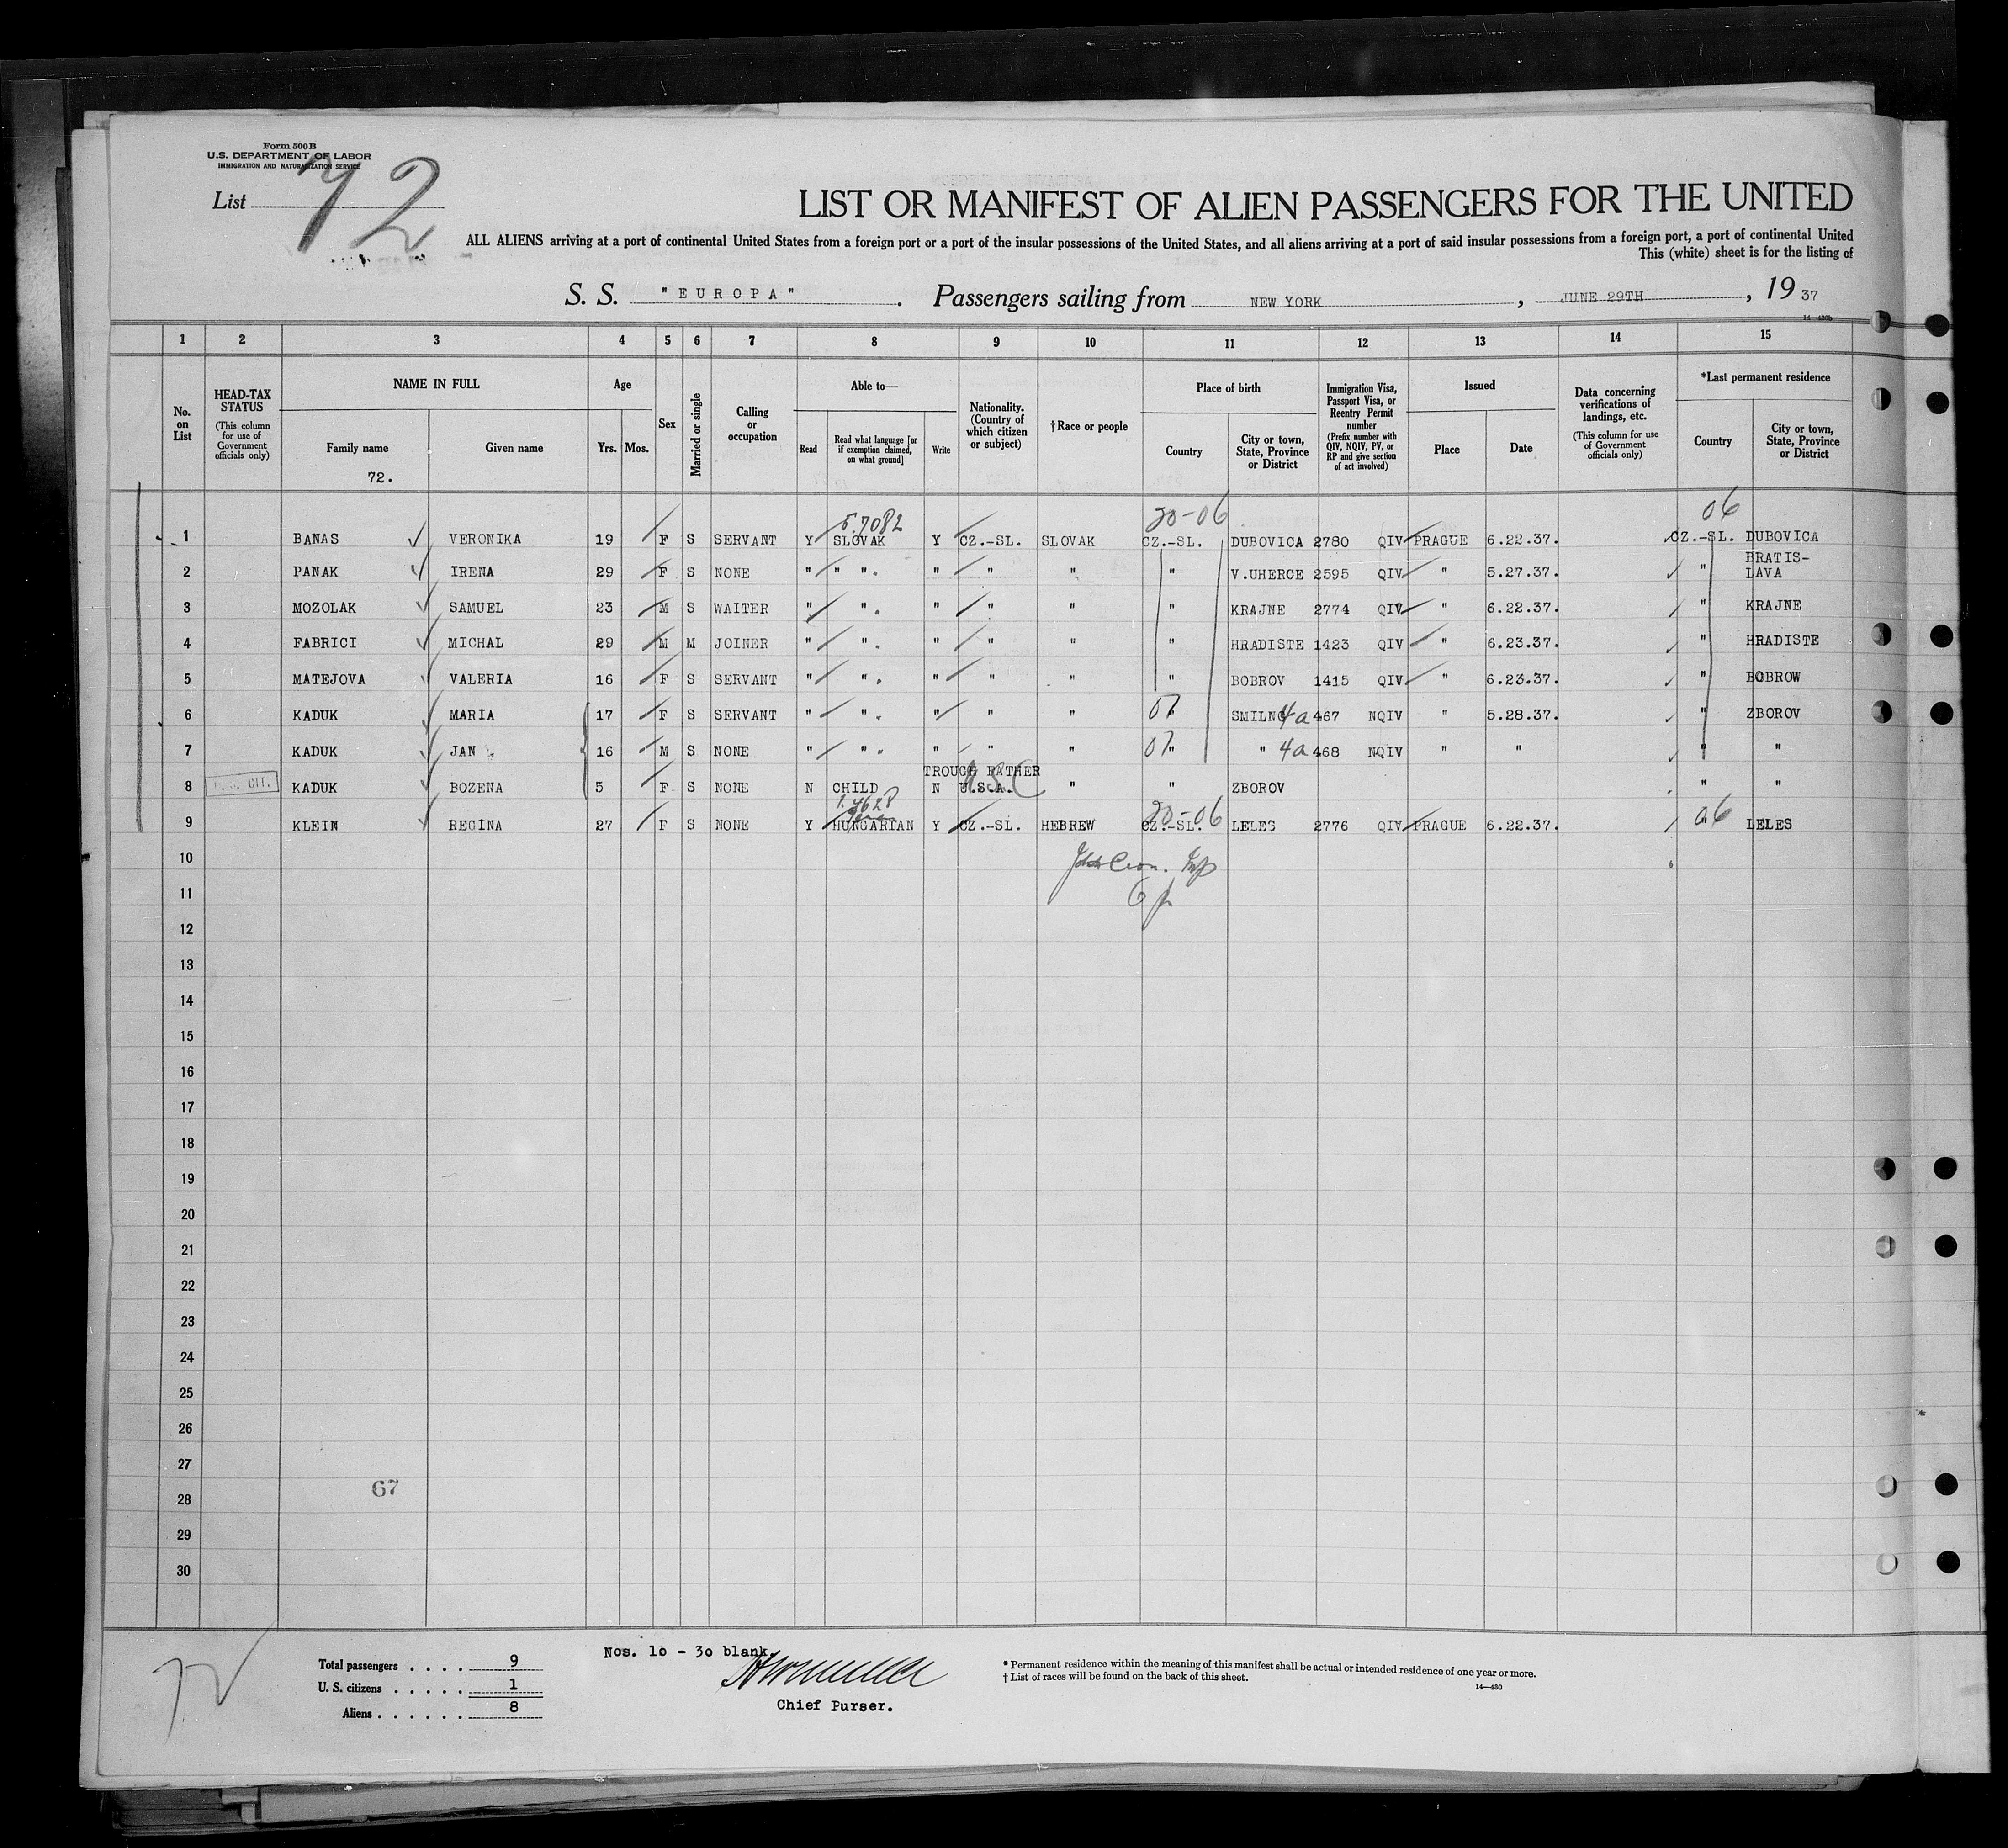 Form 500 B
U.S. DEPARTMENT OF LABOR
IMMIGRATION AND NATURALIZATION SERVICE
List 72
LIST OR MANIFEST OF ALIEN PASSENGERS FOR THE UNITED
ALL ALIENS arriving at a port of continental United States from a foreign port or a port of the insular possessions of the United States, and all aliens arriving at a port of said insular possessions from a foreign port, a port of continental United
This (white) sheet is for the listing of
S. S. "EUROPA". Passengers sailing from NEW YORK, JUNE 29TH, 19 37
1 2 3 4 5 6 7 8 9 10 11 12 13 14 15
No. on List
HEAD-TAX STATUS (This column for use of Government officials only)
NAME IN FULL
Family name
72.
Given name
Age
Yrs. Mos.
Sex
Married or single
Calling or occupation
Able to—
Read
Read what language [or if exemption claimed, on what ground]
Write
Nationality. (Country of which citizen or subject)
†Race or people
Place of birth
Country
City or town, State, Province or District
Immigration Visa, Passport Visa, or Reentry Permit number (Prefix number with QIV, NQIV, PV, or RP and give section of act involved)
Issued
Place
Date
Data concerning verifications of landings, etc. (This column for use of Government officials only)
*Last permanent residence
Country
City or town, State, Province or District
5.7082 20-06 06
1 BANAS VERONIKA 19 F S SERVANT Y SLOVAK Y CZ.-SL. SLOVAK CZ.-SL. DUBOVICA 2780 QIV PRAGUE 6.22.37. CZ.-SL. DUBOVICA
2 PANAK IRENA 29 F S NONE " " " " " " V.UHERCE 2595 QIV " 5.27.37. " BRATIS-
LAVA
3 MOZOLAK SAMUEL 23 M S WAITER " " " " " " KRAJNE 2774 QIV " 6.22.37. " KRAJNE
4 FABRICI MICHAL 29 M M JOINER " " " " " " HRADISTE 1423 QIV " 6.23.37. " HRADISTE
5 MATEJOVA VALERIA 16 F S SERVANT " " " " " " BOBROV 1415 QIV " 6.23.37. " BOBROW
6 KADUK MARIA 17 F S SERVANT " " " " " 07 " SMILNO 4a 467 NQIV " 5.28.37. " ZBOROV
7 KADUK JAN 16 M S NONE " " " " " 07 " " 4a 468 NQIV " " " "
TROUGH FATHER
8 KADUK BOZENA 5 F S NONE N CHILD N U.S.A. USC " " ZBOROV " "
1.4628
9 KLEIN REGINA 27 F S NONE Y HUNGARIAN Y CZ.-SL. HEBREW CZ.-SL. 20-06 LELES 2776 QIV PRAGUE 6.22.37. " 06 LELES
10
11
12
13
14
15
16
17
18
19
20
21
22
23
24
25
26
27
67
28
29
30
Nos. 10 - 30 blank.
Total passengers . . . . 9
U. S. citizens . . . . . 1
Aliens . . . . . . 8
Chief Purser.
* Permanent residence within the meaning of this manifest shall be actual or intended residence of one year or more.
† List of races will be found on the back of this sheet.
14—430